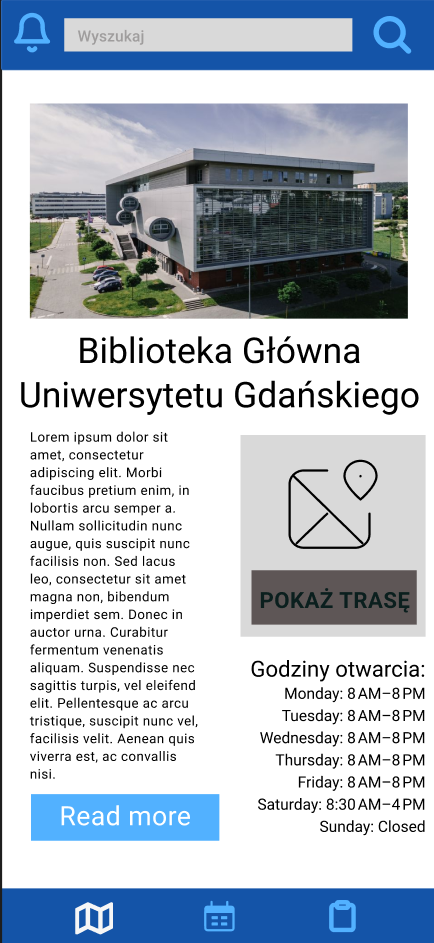 Wyszukaj
Biblioteka Główna
Uniwersytetu Gdańskiego
Lorem ipsum dolor sit
amet, consectetur
adipiscing elit. Morbi
faucibus pretium enim, in
lobortis arcu semper a.
Nullam sollicitudin nunc
augue, quis suscipit nunc
facilisis non. Sed lacus
leo, consectetur sit amet
magna non, bibendum
imperdiet sem. Donec in
auctor urna. Curabitur
fermentum venenatis
aliquam. Suspendisse nec
sagittis turpis, vel eleifend
elit. Pellentesque ac arcu
tristique, suscipit nunc vel,
facilisis velit. Aenean quis
viverra est, ac convallis
nisi.
Read more
POKAŻ TRASĘ
Godziny otwarcia:
Monday: 8 AM–8 PM
Tuesday: 8 AM–8 PM
Wednesday: 8 AM–8 PM
Thursday: 8 AM–8 PM
Friday: 8 AM–8 PM
Saturday: 8:30 AM–4 PM
Sunday: Closed